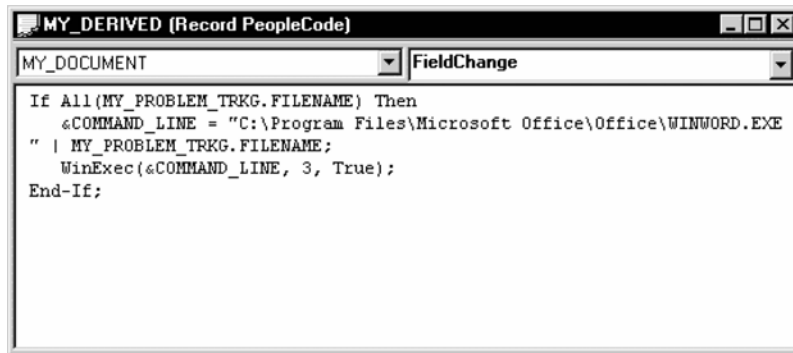 MY_DERIVED (Record PeopleCode)
MY_DOCUMENT FieldChange
If All(MY_PROBLEM_TRKG.FILENAME) Then
&COMMAND_LINE = "C:\Program Files\Microsoft Office\Office\WINWORD.EXE
" | MY_PROBLEM_TRKG.FILENAME;
WinExec(&COMMAND_LINE, 3, True);
End-If;